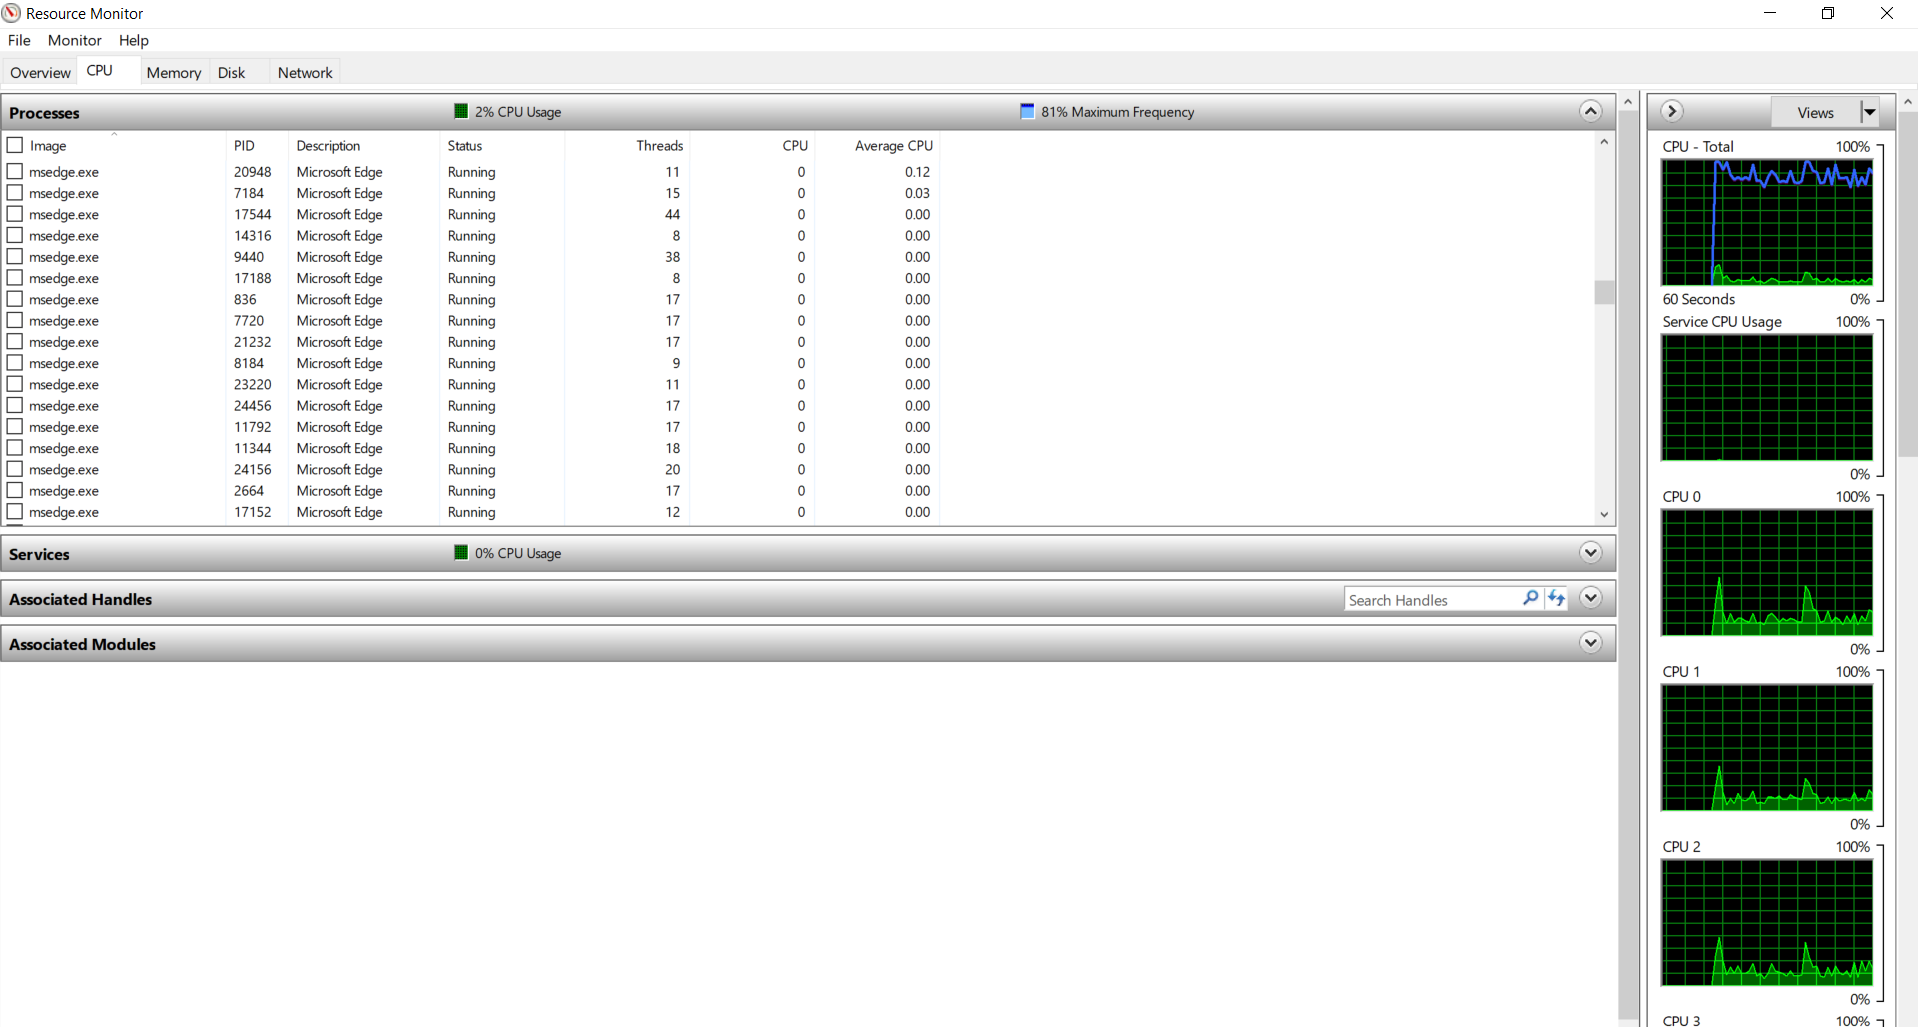 Resource Monitor
File Monitor Help
Overview CPU Memory Disk Network
Processes 2% CPU Usage 81% Maximum Frequency
Image PID Description Status Threads CPU Average CPU
msedge.exe 20948 Microsoft Edge Running 11 0 0.12
msedge.exe 7184 Microsoft Edge Running 15 0 0.03
msedge.exe 17544 Microsoft Edge Running 44 0 0.00
msedge.exe 14316 Microsoft Edge Running 8 0 0.00
msedge.exe 9440 Microsoft Edge Running 38 0 0.00
msedge.exe 17188 Microsoft Edge Running 8 0 0.00
msedge.exe 836 Microsoft Edge Running 17 0 0.00
msedge.exe 7720 Microsoft Edge Running 17 0 0.00
msedge.exe 21232 Microsoft Edge Running 17 0 0.00
msedge.exe 8184 Microsoft Edge Running 9 0 0.00
msedge.exe 23220 Microsoft Edge Running 11 0 0.00
msedge.exe 24456 Microsoft Edge Running 17 0 0.00
msedge.exe 11792 Microsoft Edge Running 17 0 0.00
msedge.exe 11344 Microsoft Edge Running 18 0 0.00
msedge.exe 24156 Microsoft Edge Running 20 0 0.00
msedge.exe 2664 Microsoft Edge Running 17 0 0.00
msedge.exe 17152 Microsoft Edge Running 12 0 0.00
Services 0% CPU Usage
Associated Handles Search Handles
Associated Modules
Views
CPU - Total 100%
60 Seconds 0%
Service CPU Usage 100%
0%
CPU 0 100%
0%
CPU 1 100%
0%
CPU 2 100%
0%
CPU 3 100%